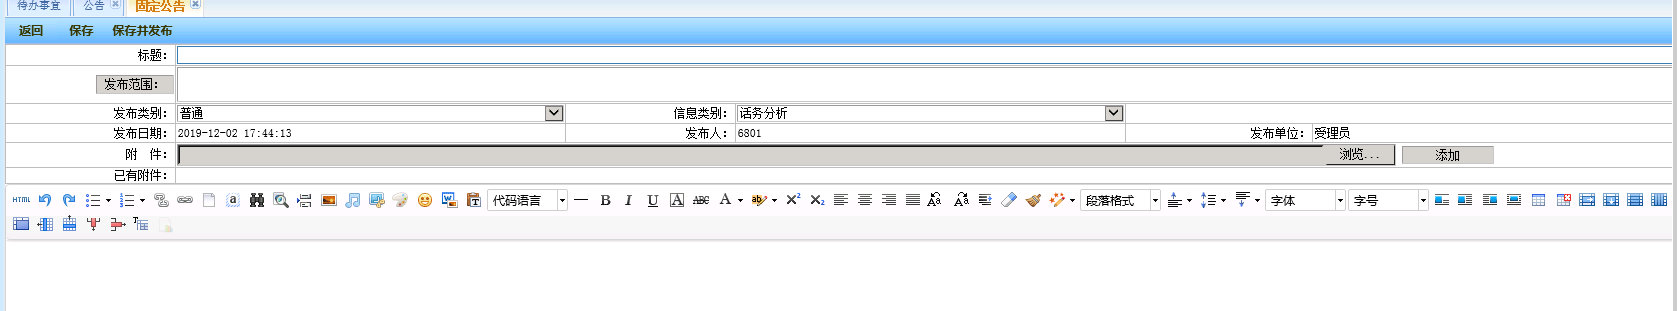 待办事宜 公告 固定公告
返回 保存 保存并发布
标题：
发布范围：
发布类别： 普通 信息类别： 话务分析
发布日期： 2019-12-02 17:44:13 发布人： 6801 发布单位： 受理员
附 件： 浏览... 添加
已有附件：
HTML 代码语言 B I U A ABC A 段落格式 字体 字号